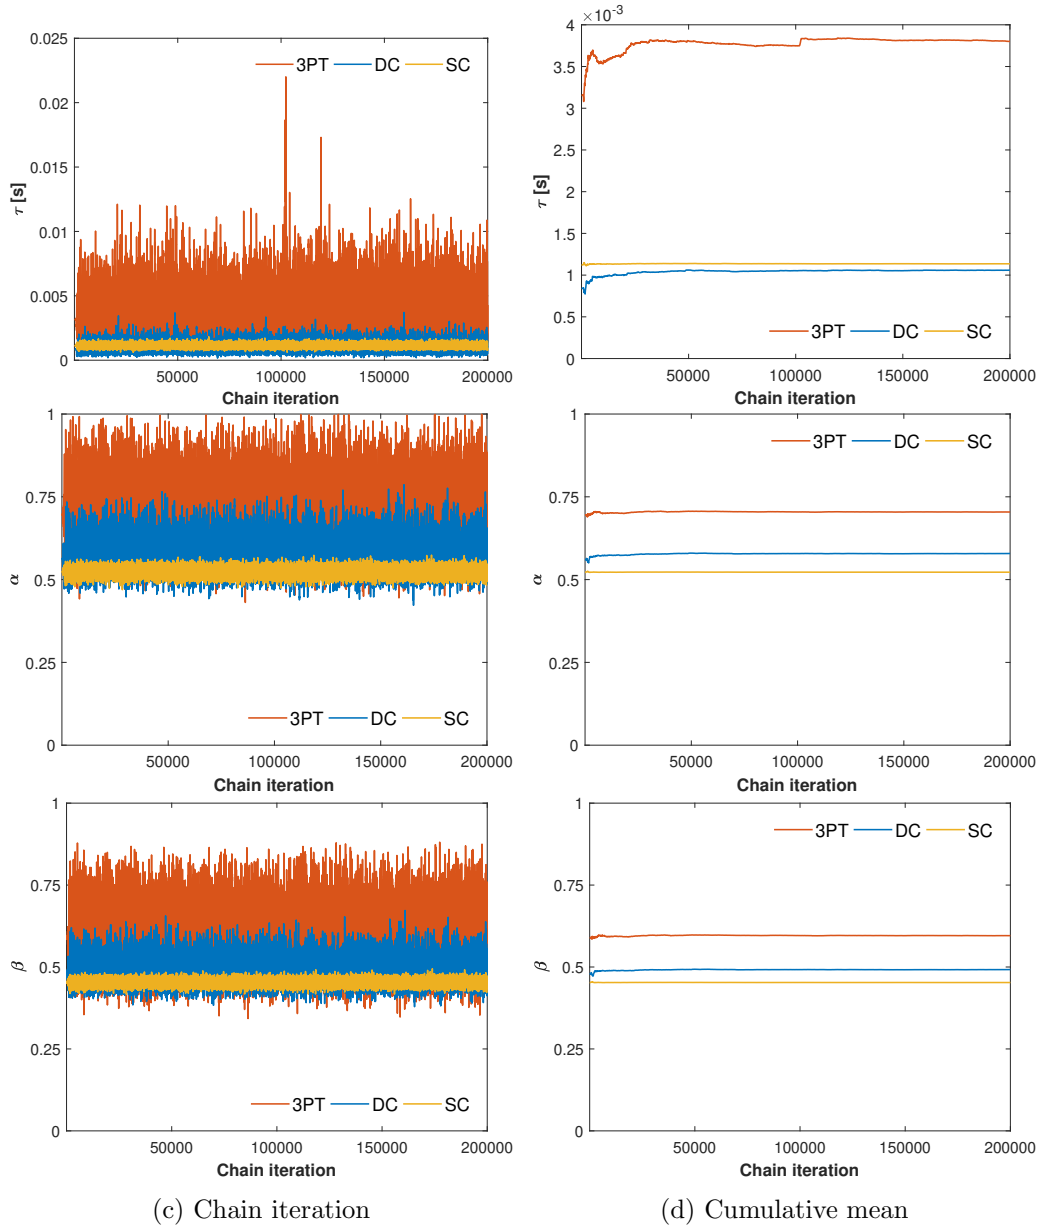 0.025
0.02
0.015
0.01
0.005
0
τ [s]
3PT DC SC
50000 100000 150000 200000
Chain iteration
×10⁻³
4
3.5
3
2.5
2
1.5
1
0.5
0
τ [s]
3PT DC SC
50000 100000 150000 200000
Chain iteration
1
0.75
0.5
0.25
0
α
3PT DC SC
50000 100000 150000 200000
Chain iteration
1
0.75
0.5
0.25
0
α
3PT DC SC
50000 100000 150000 200000
Chain iteration
1
0.75
0.5
0.25
0
β
3PT DC SC
50000 100000 150000 200000
Chain iteration
1
0.75
0.5
0.25
0
β
3PT DC SC
50000 100000 150000 200000
Chain iteration
(c) Chain iteration
(d) Cumulative mean